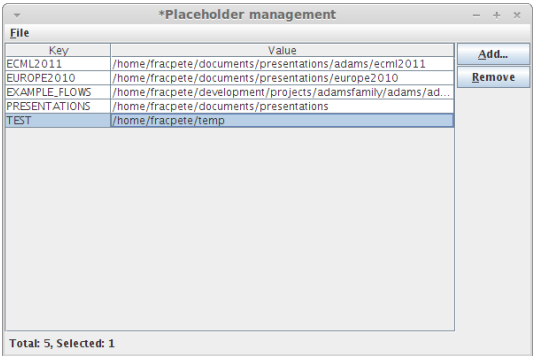 *Placeholder management
File
Key Value
ECML2011 /home/fracpete/documents/presentations/adams/ecml2011
EUROPE2010 /home/fracpete/documents/presentations/europe2010
EXAMPLE_FLOWS /home/fracpete/development/projects/adamsfamily/adams/ad...
PRESENTATIONS /home/fracpete/documents/presentations
TEST /home/fracpete/temp
Add...
Remove
Total: 5, Selected: 1